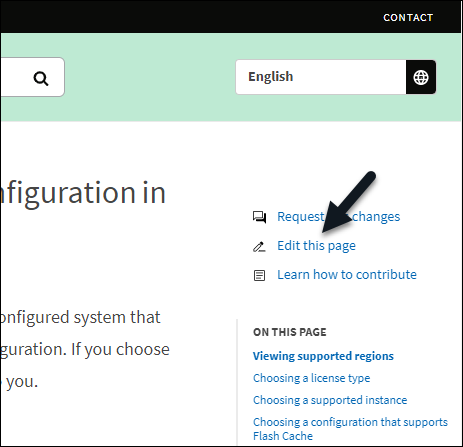 CONTACT
English
nfiguration in
Request changes
Edit this page
Learn how to contribute
onfigured system that
guration. If you choose
you.
ON THIS PAGE
Viewing supported regions
Choosing a license type
Choosing a supported instance
Choosing a configuration that supports
Flash Cache